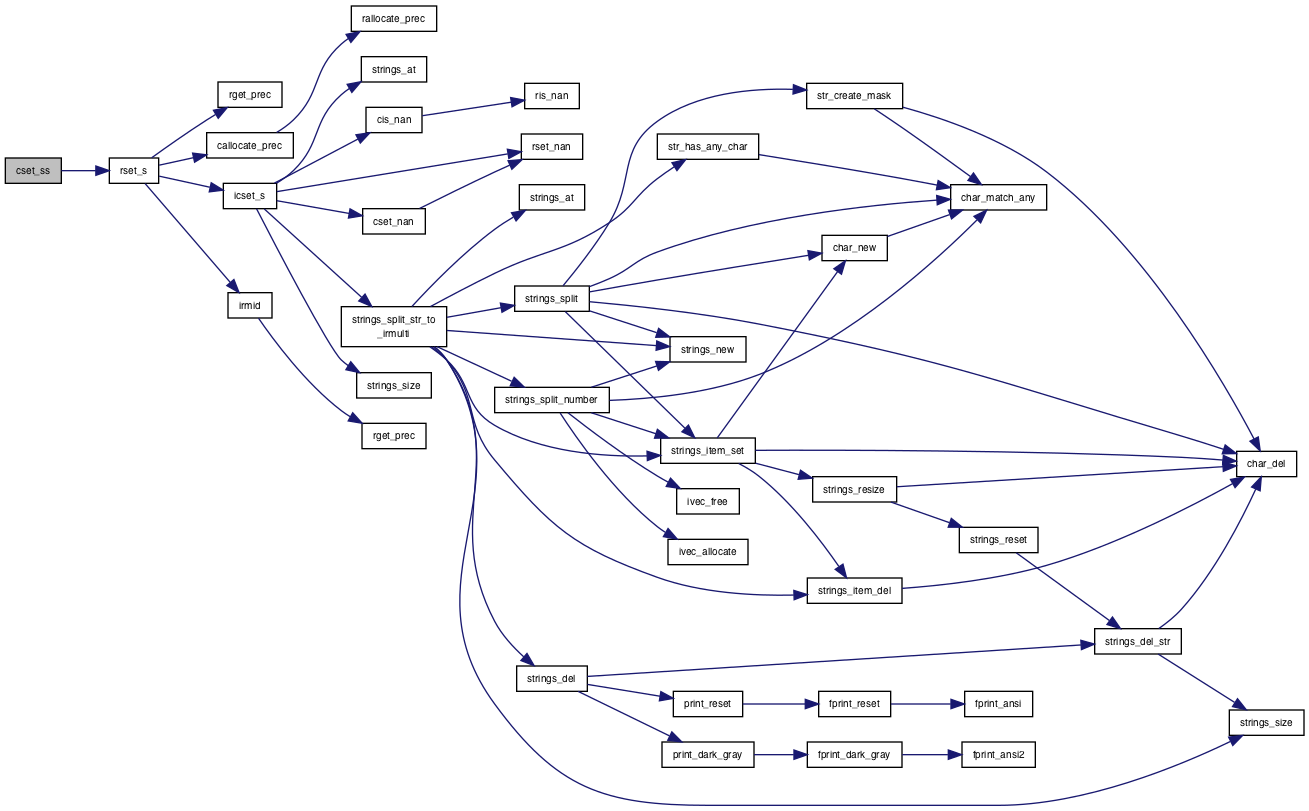 cset_ss
rset_s
rget_prec
callocate_prec
icset_s
irmid
rallocate_prec
strings_at
cis_nan
cset_nan
strings_split_str_to
_irmulti
strings_size
rget_prec
ris_nan
rset_nan
strings_at
strings_split
strings_split_number
strings_del
str_has_any_char
strings_new
strings_item_set
ivec_free
ivec_allocate
print_reset
print_dark_gray
str_create_mask
char_new
strings_resize
strings_item_del
fprint_reset
fprint_dark_gray
char_match_any
strings_reset
fprint_ansi
fprint_ansi2
strings_del_str
char_del
strings_size